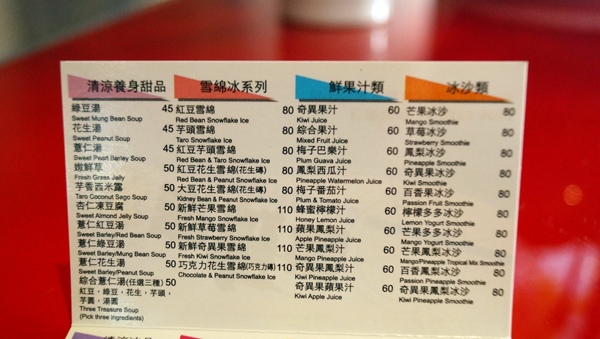 清涼養身甜品
綠豆湯 45
Sweet Mung Bean Soup
花生湯 45
Sweet Peanut Soup
薏仁湯 45
Sweet Pearl Barley Soup
嫩鮮草 50
Fresh Grass Jelly
芋香西米露 50
Taro Coconut Sago Soup
杏仁凍豆腐 50
Sweet Almond Jelly Soup
薏仁紅豆湯 50
Sweet Barley/Red Bean Soup
薏仁綠豆湯 50
Sweet Barley/Mung Bean Soup
薏仁花生湯 50
Sweet Barley/Peanut Soup
綜合薏仁湯(任選三種) 50
紅豆，綠豆，花生，芋頭，
芋圓，湯圓
Three Treasure Soup
(Pick three ingredients)
雪綿冰系列
紅豆雪綿 80
Red Bean Snowflake Ice
芋頭雪綿 80
Taro Snowflake Ice
紅豆芋頭雪綿 80
Red Bean & Taro Snowflake Ice
紅豆花生雪綿(花生磚) 80
Red Bean & Peanut Snowflake Ice
大豆花生雪綿(花生磚) 80
Kidney Bean & Peanut Snowflake Ice
新鮮芒果雪綿 110
Fresh Mango Snowflake Ice
新鮮草莓雪綿 110
Fresh Strawberry Snowflake Ice
新鮮奇異果雪綿 110
Fresh Kiwi Snowflake Ice
巧克力花生雪綿(巧克力磚) 110
Chocolate & Peanut Snowflake Ice
鮮果汁類
奇異果汁 60
Kiwi Juice
綜合果汁 60
Mixed Fruit Juice
梅子巴樂汁 60
Plum Guava Juice
鳳梨西瓜汁 60
Pineapple Watermelon Juice
梅子番茄汁 60
Plum & Tomato Juice
蜂蜜檸檬汁 60
Honey Lemon Juice
蘋果鳳梨汁 60
Apple Pineapple Juice
芒果鳳梨汁 60
Mango Pineapple Juice
奇異果鳳梨汁 60
Kiwi Pineapple Juice
奇異果蘋果汁 60
Kiwi Apple Juice
冰沙類
芒果冰沙 80
Mango Smoothie
草莓冰沙 80
Strawberry Smoothie
鳳梨冰沙 80
Pineapple Smoothie
奇異果冰沙 80
Kiwi Smoothie
百香果冰沙 80
Passion Fruit Smoothie
檸檬多多冰沙 80
Lemon Yogurt Smoothie
芒果多多冰沙 80
Mango Yogurt Smoothie
芒果鳳梨冰沙 80
Mango/Pineapple Tropical Mix Smoothie
百香鳳梨冰沙 80
Passion Pineapple Smoothie
奇異果鳳梨冰沙 80
Kiwi Pineapple Smoothie